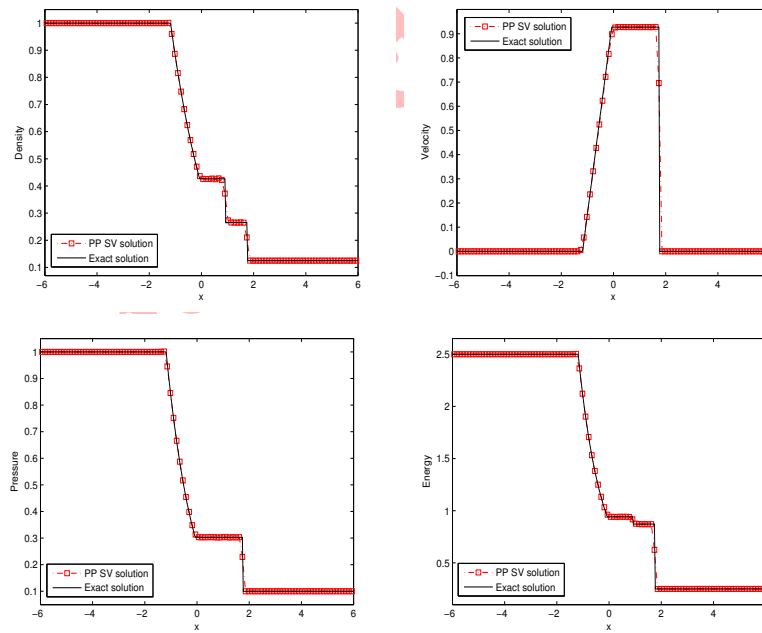 1
0.9
0.8
0.7
0.6
0.5
0.4
0.3
0.2
0.1
Density
PP SV solution
Exact solution
−6 −4 −2 0 2 4 6
x
1
0.9
0.8
0.7
0.6
0.5
0.4
0.3
0.2
0.1
0
−0.1
Velocity
PP SV solution
Exact solution
−6 −4 −2 0 2 4
x
1
0.9
0.8
0.7
0.6
0.5
0.4
0.3
0.2
0.1
Pressure
PP SV solution
Exact solution
−6 −4 −2 0 2 4 6
x
2.5
2
1.5
1
0.5
Energy
PP SV solution
Exact solution
−6 −4 −2 0 2 4
x